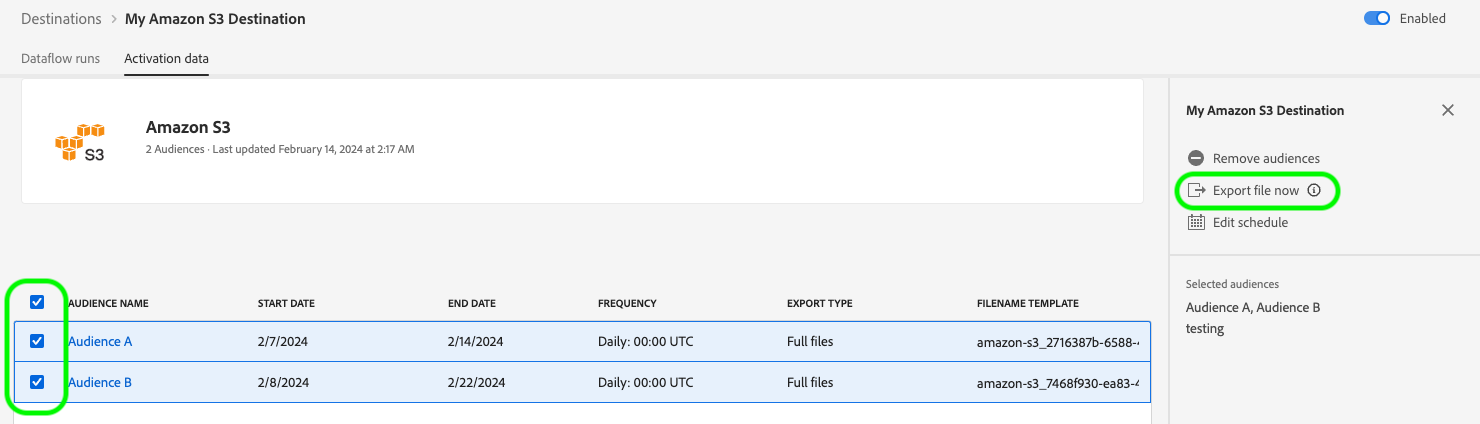 Destinations > My Amazon S3 Destination
Enabled
Dataflow runs
Activation data
S3
Amazon S3
2 Audiences · Last updated February 14, 2024 at 2:17 AM
My Amazon S3 Destination
Remove audiences
Export file now
Edit schedule
Selected audiences
Audience A, Audience B
testing
AUDIENCE NAME START DATE END DATE FREQUENCY EXPORT TYPE FILENAME TEMPLATE
Audience A 2/7/2024 2/14/2024 Daily: 00:00 UTC Full files amazon-s3_2716387b-6588-
Audience B 2/8/2024 2/22/2024 Daily: 00:00 UTC Full files amazon-s3_7468f930-ea83-4